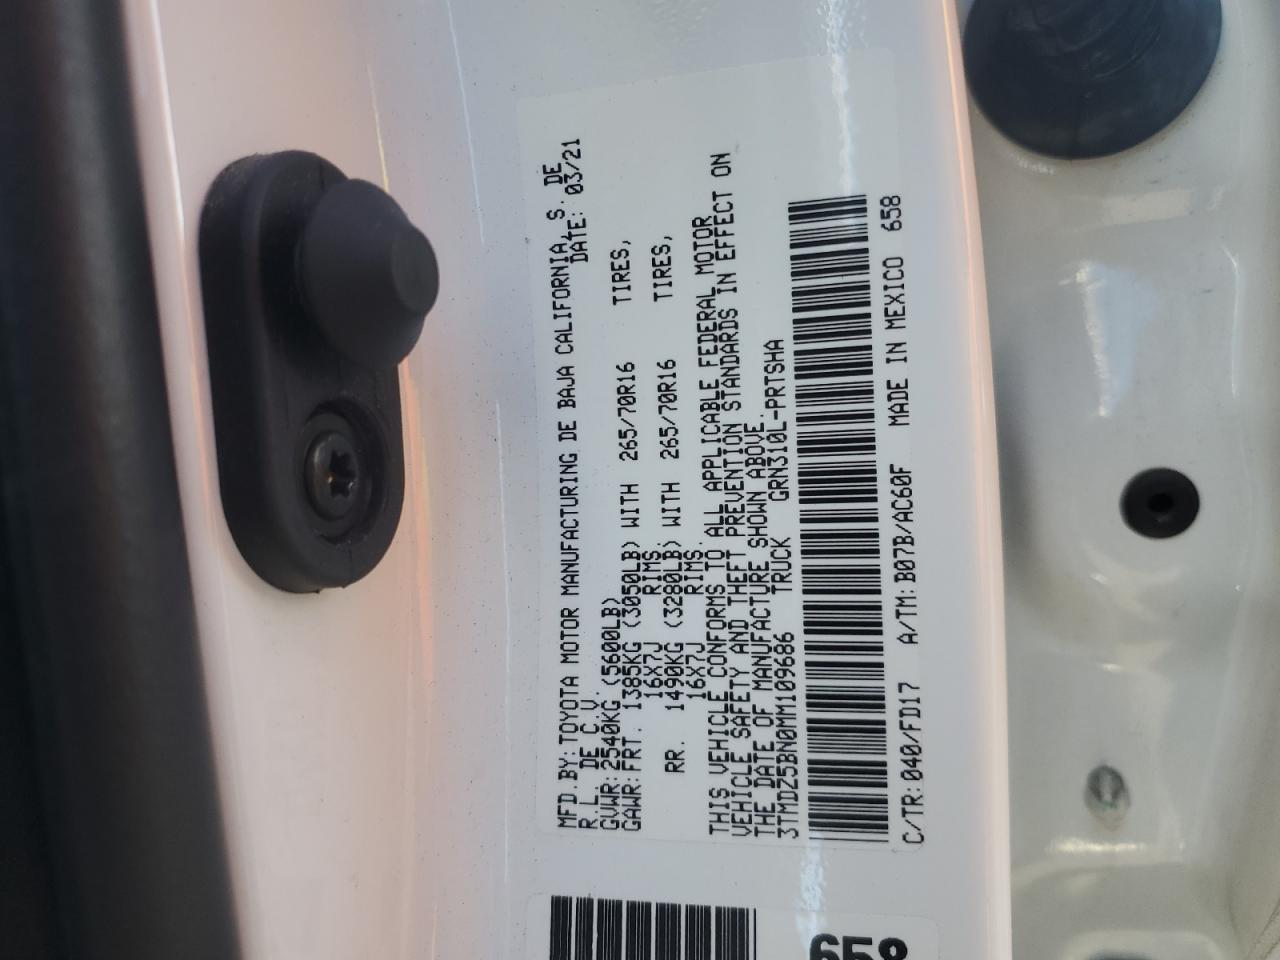 MFD.BY: TOYOTA MOTOR MANUFACTURING DE BAJA CALIFORNIA, S. DE
R.L. DE C.V. DATE: 03/21
GVWR: 2540KG (5600LB)
GAWR: FRT. 1385KG (3050LB) WITH 265/70R16 TIRES,
16X7J RIMS
RR. 1490KG (3280LB) WITH 265/70R16 TIRES,
16X7J RIMS.
THIS VEHICLE CONFORMS TO ALL APPLICABLE FEDERAL MOTOR
VEHICLE SAFETY AND THEFT PREVENTION STANDARDS IN EFFECT ON
THE DATE OF MANUFACTURE SHOWN ABOVE.
3TMDZ5BN0MM109686 TRUCK GRN310L-PRTSHA
C/TR: 040/FD17 A/TM: B07B/AC60F MADE IN MEXICO 658
658